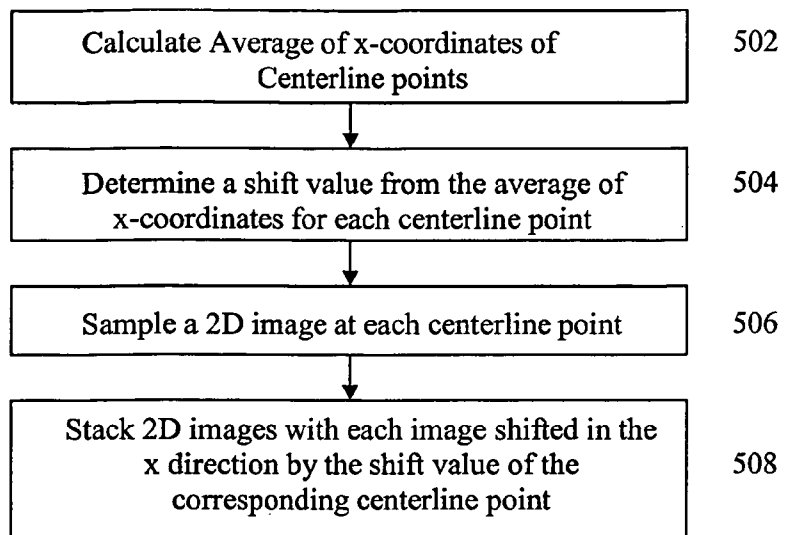 Calculate Average of x-coordinates of 502
Centerline points
Determine a shift value from the average of 504
x-coordinates for each centerline point
Sample a 2D image at each centerline point 506
Stack 2D images with each image shifted in the
x direction by the shift value of the 508
corresponding centerline point